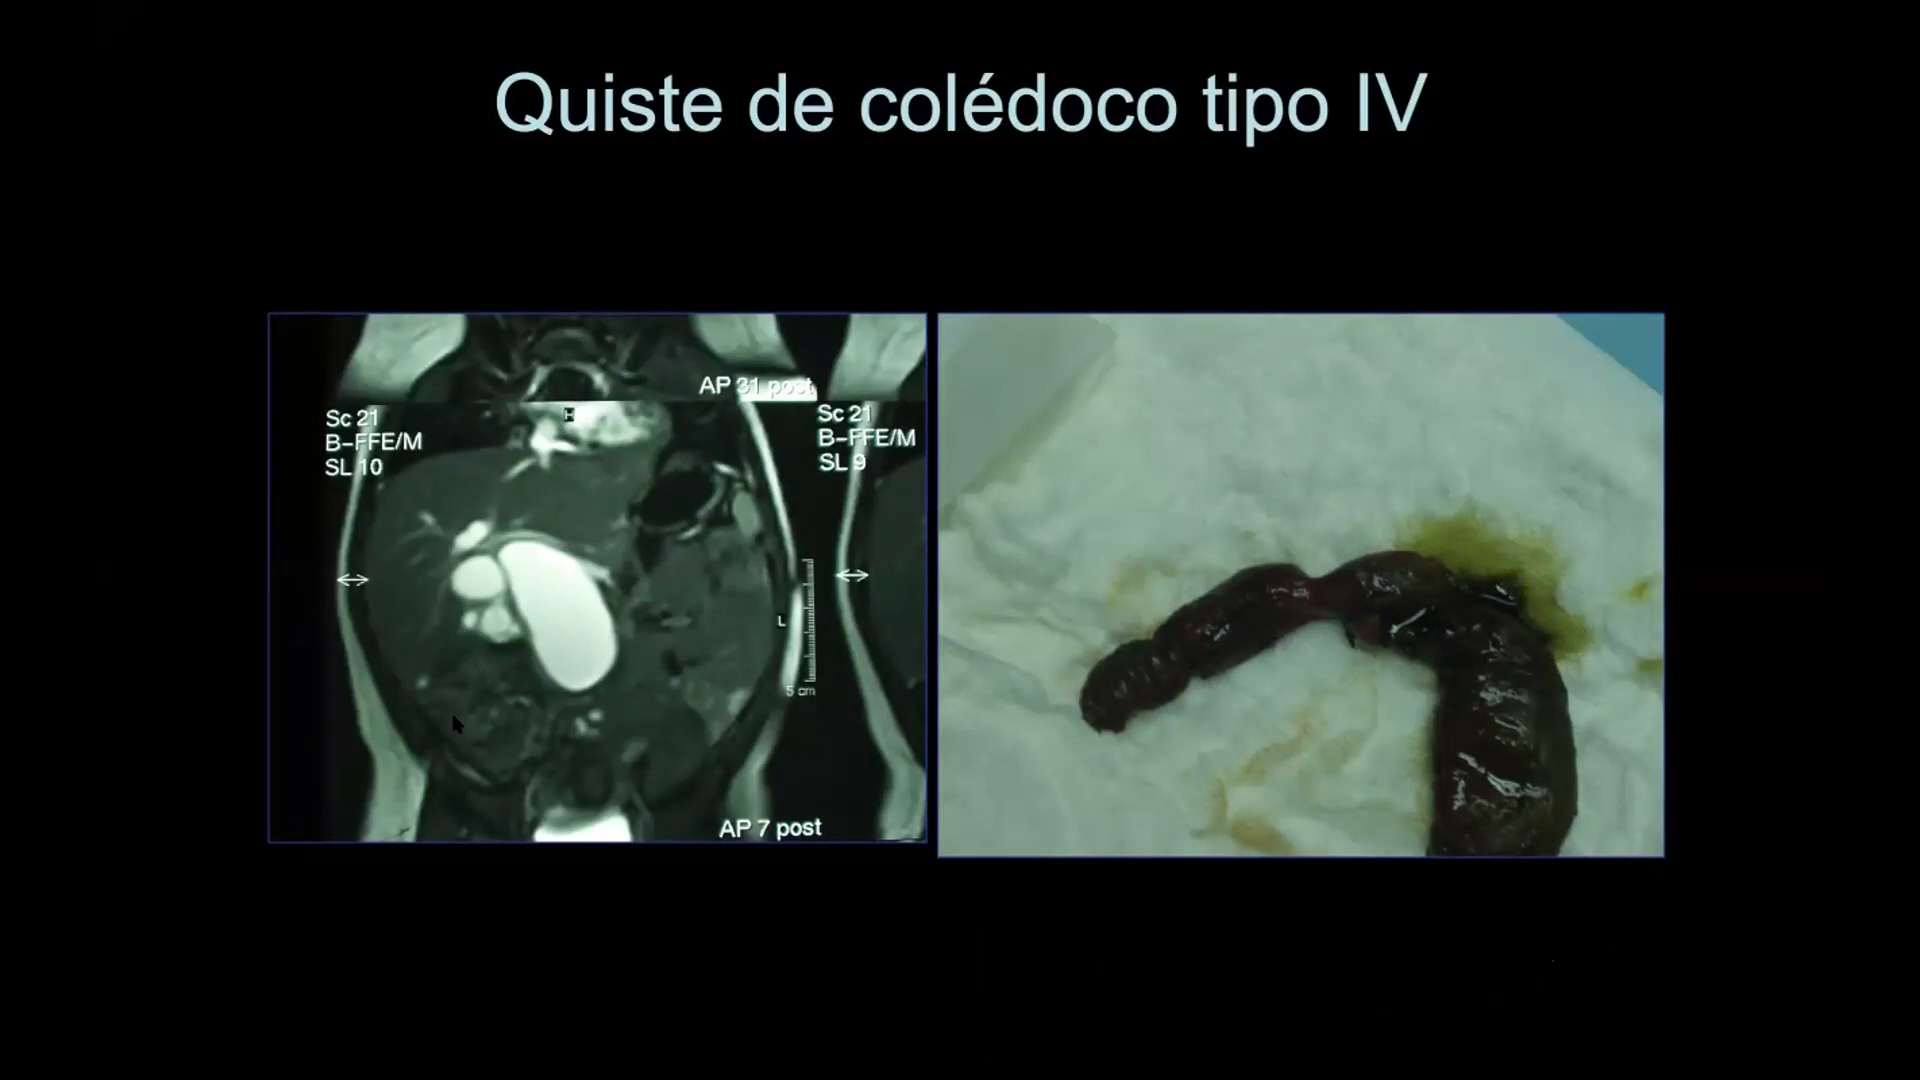 Quiste de colédoco tipo IV
AP 31 post
H
Sc 21
B-FFE/M
SL 10
Sc 21
B-FFE/M
SL 9
L
5 cm
AP 7 post